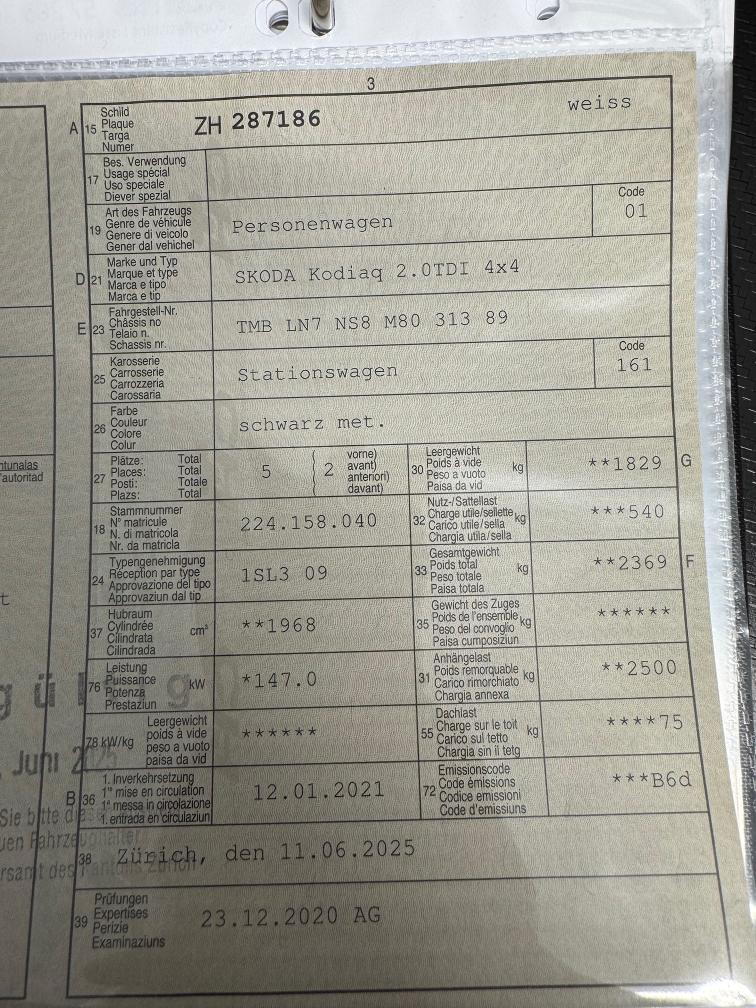 3
A 15 Schild
Plaque
Targa
Numer
ZH 287186
weiss
17 Bes. Verwendung
Usage spécial
Uso speciale
Diever spezial
19 Art des Fahrzeugs
Genre de véhicule
Genere di veicolo
Gener dal vehichel
Personenwagen
Code
01
D 21 Marke und Typ
Marque et type
Marca e tipo
Marca e tip
SKODA Kodiaq 2.0TDI 4x4
E 23 Fahrgestell-Nr.
Châssis no
Telaio n.
Schassis nr.
TMB LN7 NS8 M80 313 89
25 Karosserie
Carrosserie
Carrozzeria
Carossaria
Stationswagen
Code
161
26 Farbe
Couleur
Colore
Colur
schwarz met.
27 Plätze: Total
Places: Total
Posti: Totale
Plazs: Total
5 ( 2 vorne)
avant)
anteriori)
davant)
30 Leergewicht
Poids à vide
Peso a vuoto
Paisa da vid
kg
**1829 G
18 Stammnummer
N° matricule
N. di matricola
Nr. da matricla
224.158.040
32 Nutz-/Sattellast
Charge utile/sellette
Carico utile/sella
Chargia utila/sella
kg
***540
24 Typengenehmigung
Réception par type
Approvazione del tipo
Approvaziun dal tip
1SL3 09
33 Gesamtgewicht
Poids total
Peso totale
Paisa totala
kg
**2369 F
37 Hubraum
Cylindrée
Cilindrata
Cilindrada
cm³
**1968
35 Gewicht des Zuges
Poids de l'ensemble
Peso del convoglio
Paisa cumposiziun
kg
******
76 Leistung
Puissance
Potenza
Prestaziun
kW
*147.0
31 Anhängelast
Poids remorquable
Carico rimorchiato
Chargia annexa
kg
**2500
78 kW/kg Leergewicht
poids à vide
peso a vuoto
paisa da vid
******
55 Dachlast
Charge sur le toit
Carico sul tetto
Chargia sin il tetg
kg
****75
B 36 1. Inverkehrsetzung
1re mise en circulation
1a messa in circolazione
1. entrada en circulaziun
12.01.2021
72 Emissionscode
Code émissions
Codice emissioni
Code d'emissiuns
***B6d
38 Zürich, den 11.06.2025
39 Prüfungen
Expertises
Perizie
Examinaziuns
23.12.2020 AG
Juni
Sie bitte